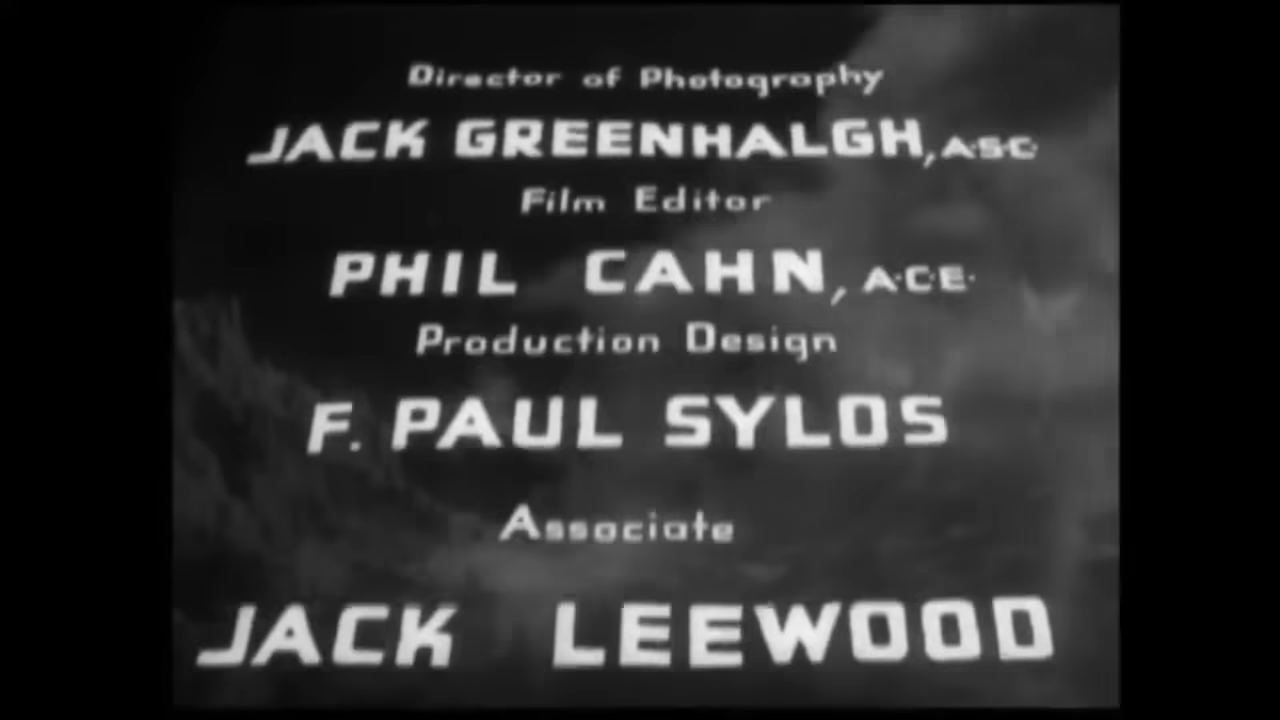 Director of Photography
JACK GREENHALGH, A·S·C·
Film Editor
PHIL CAHN, A·C·E·
Production Design
F. PAUL SYLOS
Associate
JACK LEEWOOD